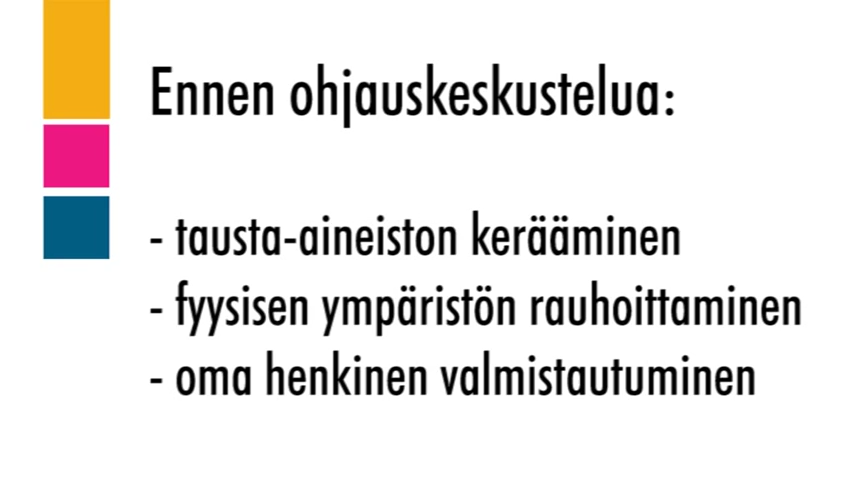 Ennen ohjauskeskustelua:
- tausta-aineiston kerääminen
- fyysisen ympäristön rauhoittaminen
- oma henkinen valmistautuminen